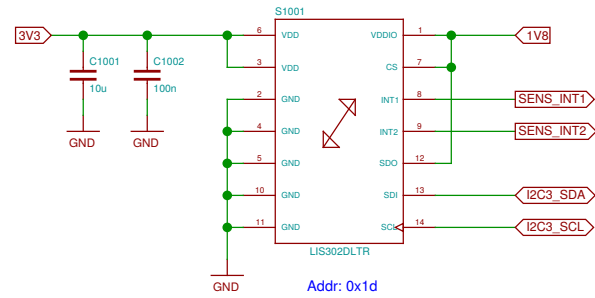 S1001
3V3
6 VDD
VDDIO 1
1V8
C1001
10u
C1002
100n
3 VDD
CS 7
2 GND
INT1 8
SENS_INT1
4 GND
INT2 9
SENS_INT2
GND
GND
5 GND
SDO 12
10 GND
SDI 13
I2C3_SDA
11 GND
SCL 14
I2C3_SCL
LIS302DLTR
GND
Addr: 0x1d